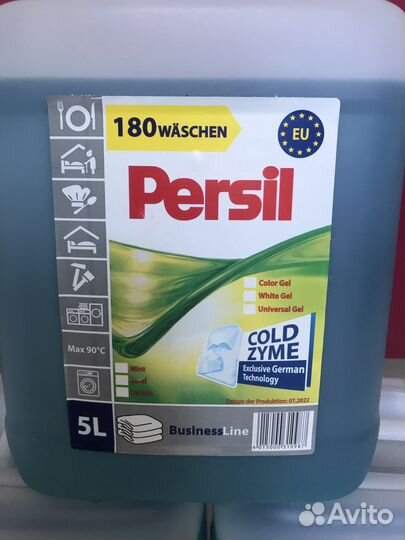 180 WÄSCHEN
EU
Persil
Color Gel
White Gel
Universal Gel
COLD
ZYME
Exclusive German
Technology
Max 90°C
Mint
Datum der Produktion: 07.2022
5L
BusinessLine
Avito